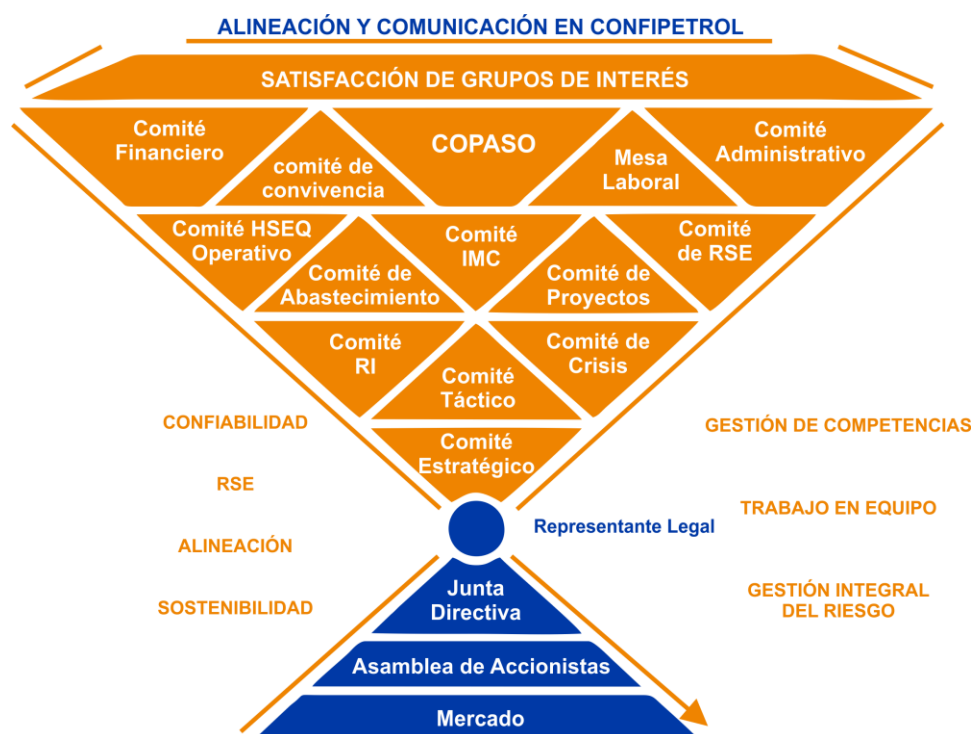 ALINEACIÓN Y COMUNICACIÓN EN CONFIPETROL
SATISFACCIÓN DE GRUPOS DE INTERÉS
Comité
Financiero
comité de
convivencia
COPASO
Mesa
Laboral
Comité
Administrativo
Comité HSEQ
Operativo
Comité de
Abastecimiento
Comité
IMC
Comité de
Proyectos
Comité
de RSE
Comité
RI
Comité
Táctico
Comité de
Crisis
Comité
Estratégico
CONFIABILIDAD
RSE
ALINEACIÓN
SOSTENIBILIDAD
GESTIÓN DE COMPETENCIAS
TRABAJO EN EQUIPO
GESTIÓN INTEGRAL
DEL RIESGO
Representante Legal
Junta
Directiva
Asamblea de Accionistas
Mercado